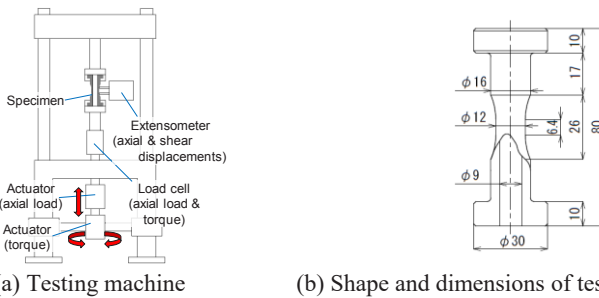 Specimen
Extensometer
(axial & shear
displacements)
Actuator
(axial load)
Load cell
(axial load &
torque)
Actuator
(torque)
(a) Testing machine
10
17
φ16
φ12
6.4
26
80
φ9
10
φ30
(b) Shape and dimensions of tes